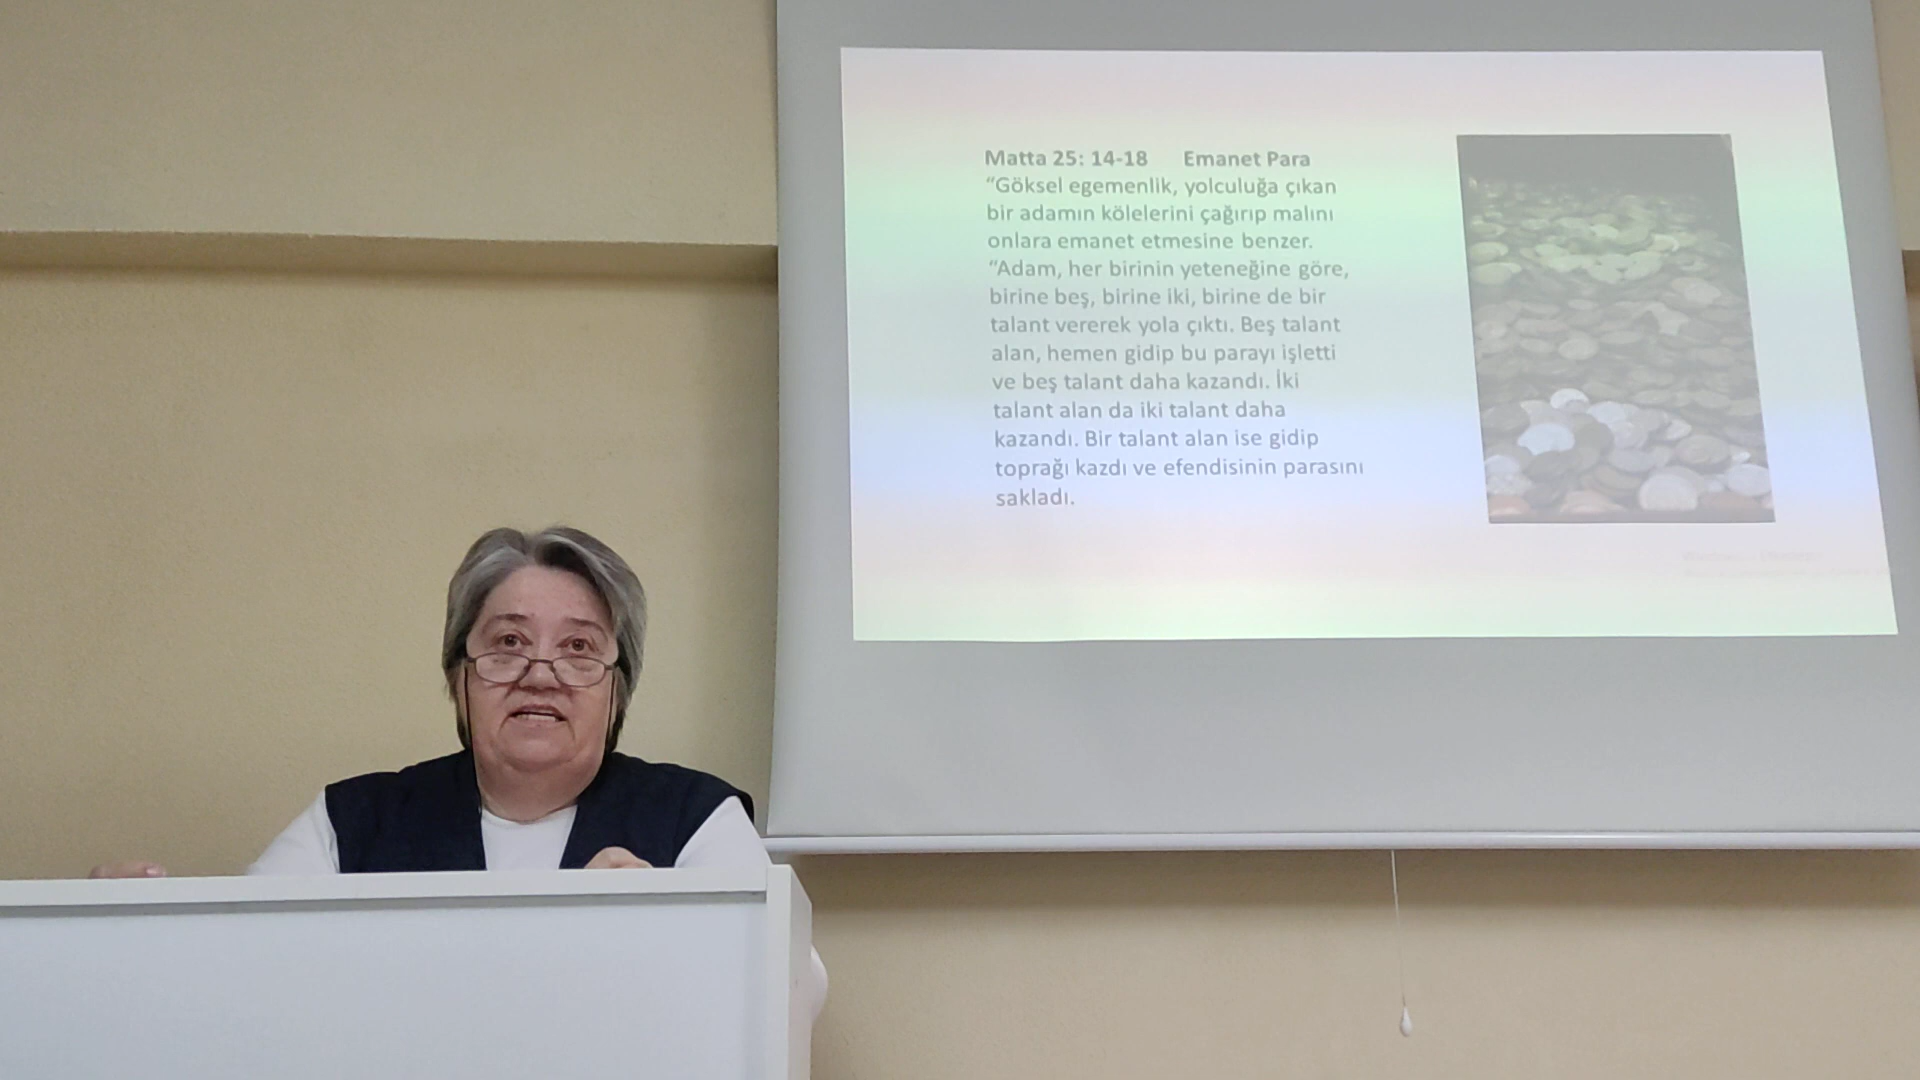 Matta 25: 14-18 Emanet Para
“Göksel egemenlik, yolculuğa çıkan
bir adamın kölelerini çağırıp malını
onlara emanet etmesine benzer.
“Adam, her birinin yeteneğine göre,
birine beş, birine iki, birine de bir
talant vererek yola çıktı. Beş talant
alan, hemen gidip bu parayı işletti
ve beş talant daha kazandı. İki
talant alan da iki talant daha
kazandı. Bir talant alan ise gidip
toprağı kazdı ve efendisinin parasını
sakladı.